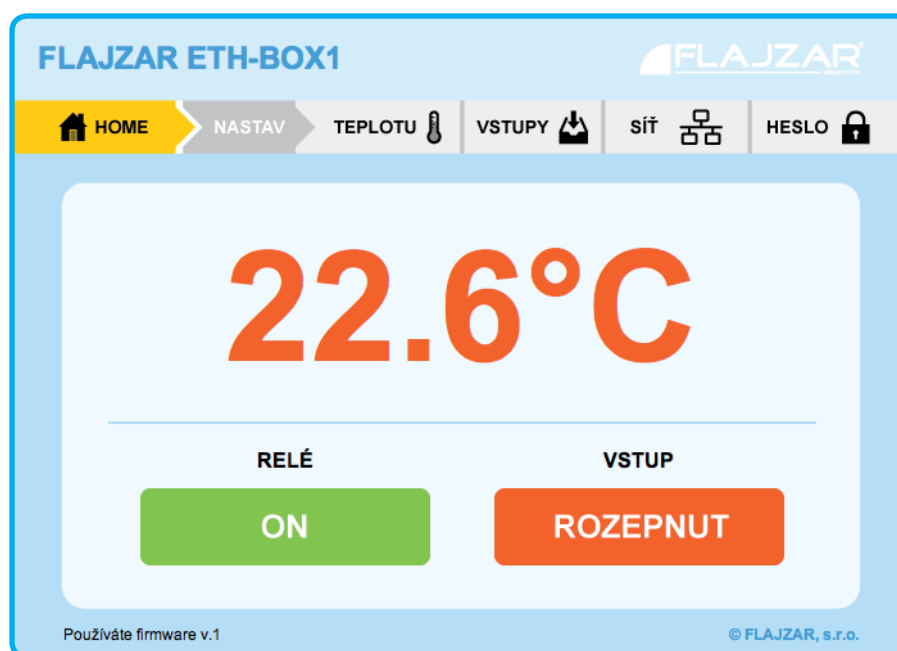 FLAJZAR ETH-BOX1
FLAJZAR
electronics
HOME NASTAV TEPLOTU VSTUPY SÍŤ HESLO
22.6°C
RELÉ VSTUP
ON ROZEPNUT
Používáte firmware v.1 © FLAJZAR, s.r.o.